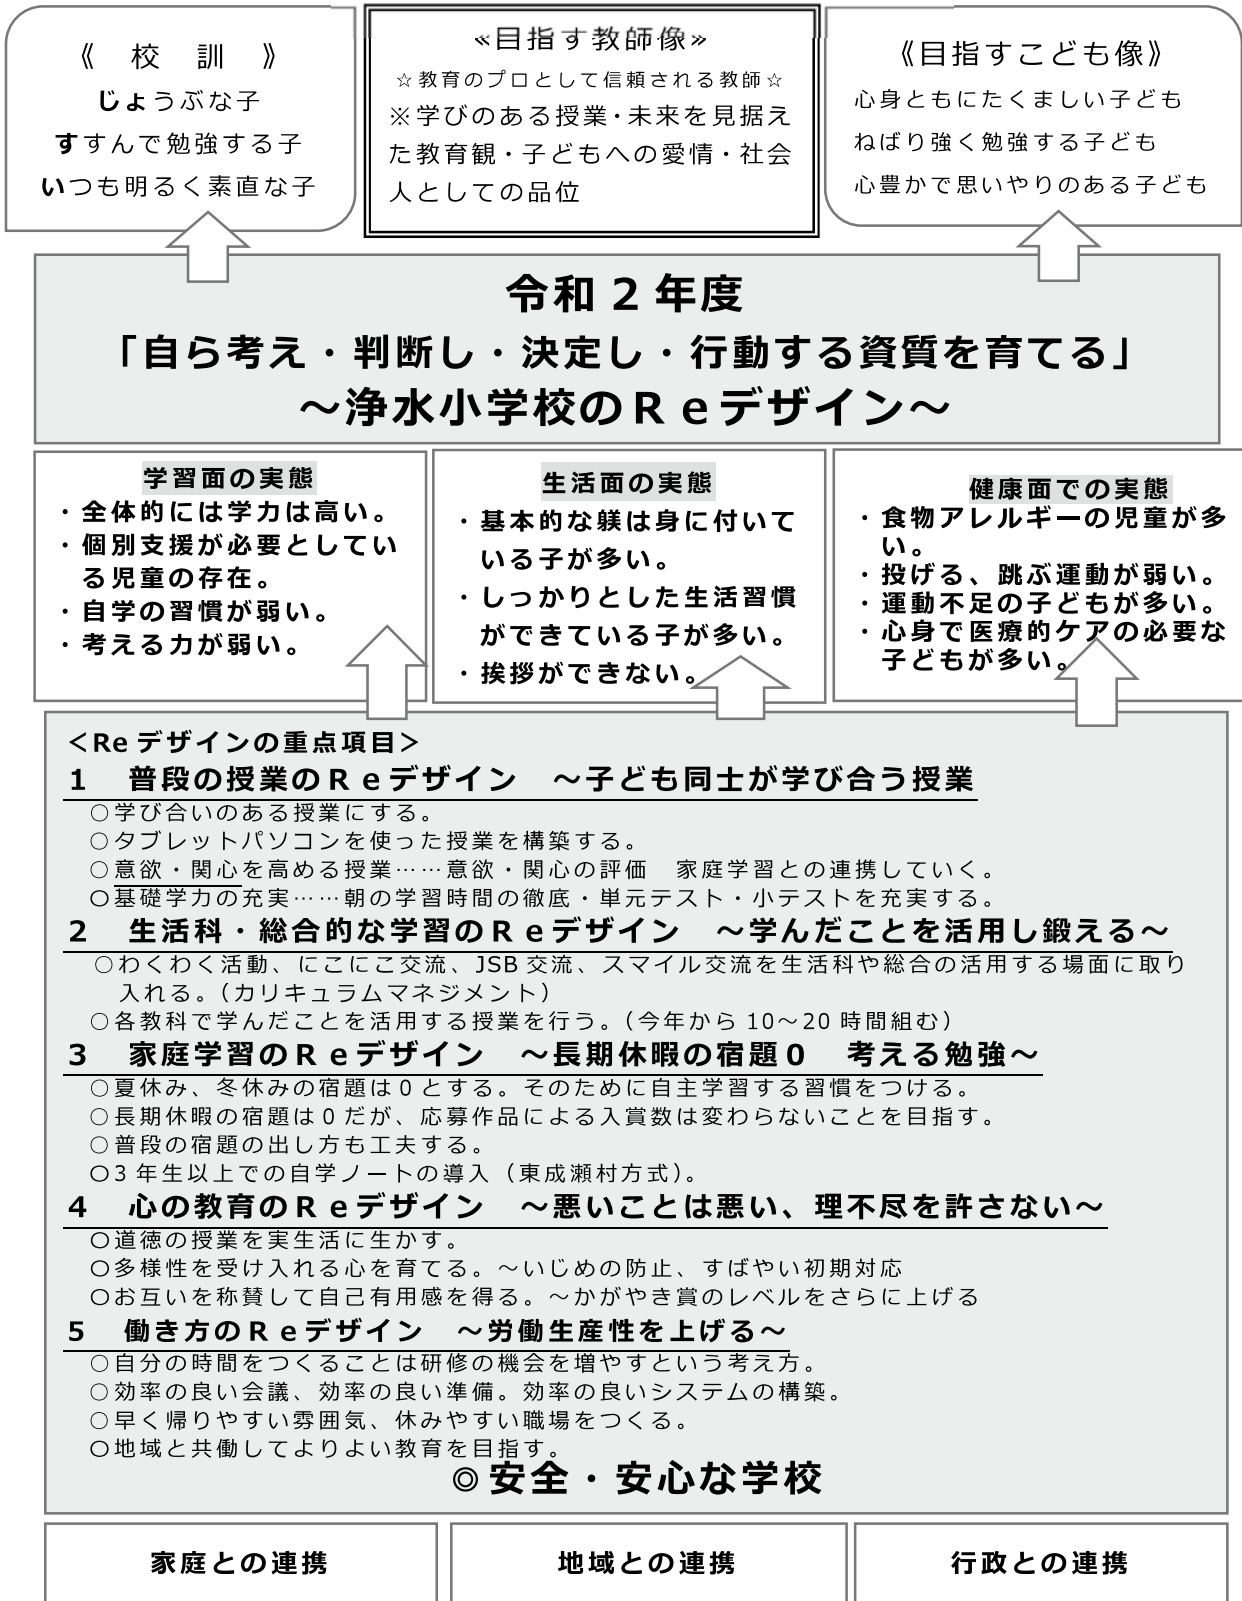 《　校　訓　》
じょうぶな子
すすんで勉強する子
いつも明るく素直な子
≪目指す教師像≫
☆教育のプロとして信頼される教師☆
※学びのある授業・未来を見据え
た教育観・子どもへの愛情・社会
人としての品位
《目指すこども像》
心身ともにたくましい子ども
ねばり強く勉強する子ども
心豊かで思いやりのある子ども
令和２年度
「自ら考え・判断し・決定し・行動する資質を育てる」
～浄水小学校のＲｅデザイン～
学習面の実態
・全体的には学力は高い。
・個別支援が必要としてい
る児童の存在。
・自学の習慣が弱い。
・考える力が弱い。
生活面の実態
・基本的な躾は身に付いて
いる子が多い。
・しっかりとした生活習慣
ができている子が多い。
・挨拶ができない。
健康面での実態
・食物アレルギーの児童が多
い。
・投げる、跳ぶ運動が弱い。
・運動不足の子どもが多い。
・心身で医療的ケアの必要な
子どもが多い。
＜Re デザインの重点項目＞
１　普段の授業のＲｅデザイン　～子ども同士が学び合う授業
○学び合いのある授業にする。
○タブレットパソコンを使った授業を構築する。
○意欲・関心を高める授業……意欲・関心の評価　家庭学習との連携していく。
○基礎学力の充実……朝の学習時間の徹底・単元テスト・小テストを充実する。
２　生活科・総合的な学習のＲｅデザイン　～学んだことを活用し鍛える～
○わくわく活動、にこにこ交流、JSB 交流、スマイル交流を生活科や総合の活用する場面に取り
入れる。（カリキュラムマネジメント）
○各教科で学んだことを活用する授業を行う。（今年から 10～20 時間組む）
３　家庭学習のＲｅデザイン　～長期休暇の宿題０　考える勉強～
○夏休み、冬休みの宿題は０とする。そのために自主学習する習慣をつける。
○長期休暇の宿題は０だが、応募作品による入賞数は変わらないことを目指す。
○普段の宿題の出し方も工夫する。
○3 年生以上での自学ノートの導入（東成瀬村方式）。
４　心の教育のＲｅデザイン　～悪いことは悪い、理不尽を許さない～
○道徳の授業を実生活に生かす。
○多様性を受け入れる心を育てる。～いじめの防止、すばやい初期対応
○お互いを称賛して自己有用感を得る。～かがやき賞のレベルをさらに上げる
５　働き方のＲｅデザイン　～労働生産性を上げる～
○自分の時間をつくることは研修の機会を増やすという考え方。
○効率の良い会議、効率の良い準備。効率の良いシステムの構築。
○早く帰りやすい雰囲気、休みやすい職場をつくる。
○地域と共働してよりよい教育を目指す。
◎安全・安心な学校
家庭との連携
地域との連携
行政との連携